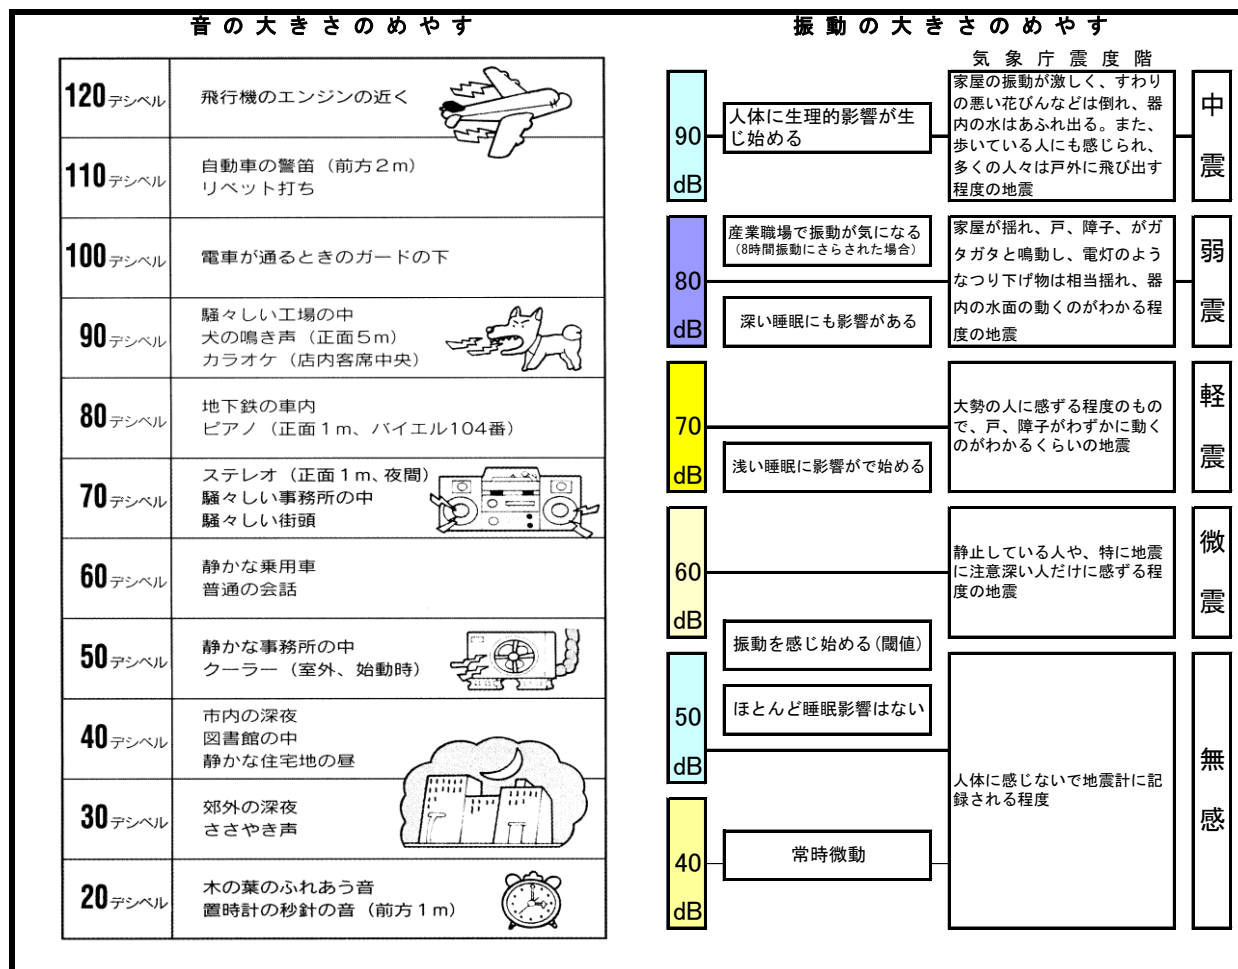 音の大きさのめやす
120デシベル
飛行機のエンジンの近く
110デシベル
自動車の警笛（前方2m）
リベット打ち
100デシベル
電車が通るときのガードの下
90デシベル
騒々しい工場の中
犬の鳴き声（正面5m）
カラオケ（店内客席中央）
80デシベル
地下鉄の車内
ピアノ（正面1m、バイエル104番）
70デシベル
ステレオ（正面1m、夜間）
騒々しい事務所の中
騒々しい街頭
60デシベル
静かな乗用車
普通の会話
50デシベル
静かな事務所の中
クーラー（室外、始動時）
40デシベル
市内の深夜
図書館の中
静かな住宅地の昼
30デシベル
郊外の深夜
ささやき声
20デシベル
木の葉のふれあう音
置時計の秒針の音（前方1m）
振動の大きさのめやす
気象庁震度階
90
dB
人体に生理的影響が生
じ始める
家屋の振動が激しく、すわり
の悪い花びんなどは倒れ、器
内の水はあふれ出る。また、
歩いている人にも感じられ、
多くの人々は戸外に飛び出す
程度の地震
中震
80
dB
産業職場で振動が気になる
（8時間振動にさらされた場合）
深い睡眠にも影響がある
家屋が揺れ、戸、障子、がガ
タガタと鳴動し、電灯のよう
なつり下げ物は相当揺れ、器
内の水面の動くのがわかる程
度の地震
弱震
70
dB
浅い睡眠に影響がで始める
大勢の人に感ずる程度のもの
で、戸、障子がわずかに動く
のがわかるくらいの地震
軽震
60
dB
静止している人や、特に地震
に注意深い人だけに感ずる程
度の地震
微震
振動を感じ始める(閾値)
50
dB
ほとんど睡眠影響はない
人体に感じないで地震計に記
録される程度
無感
40
dB
常時微動